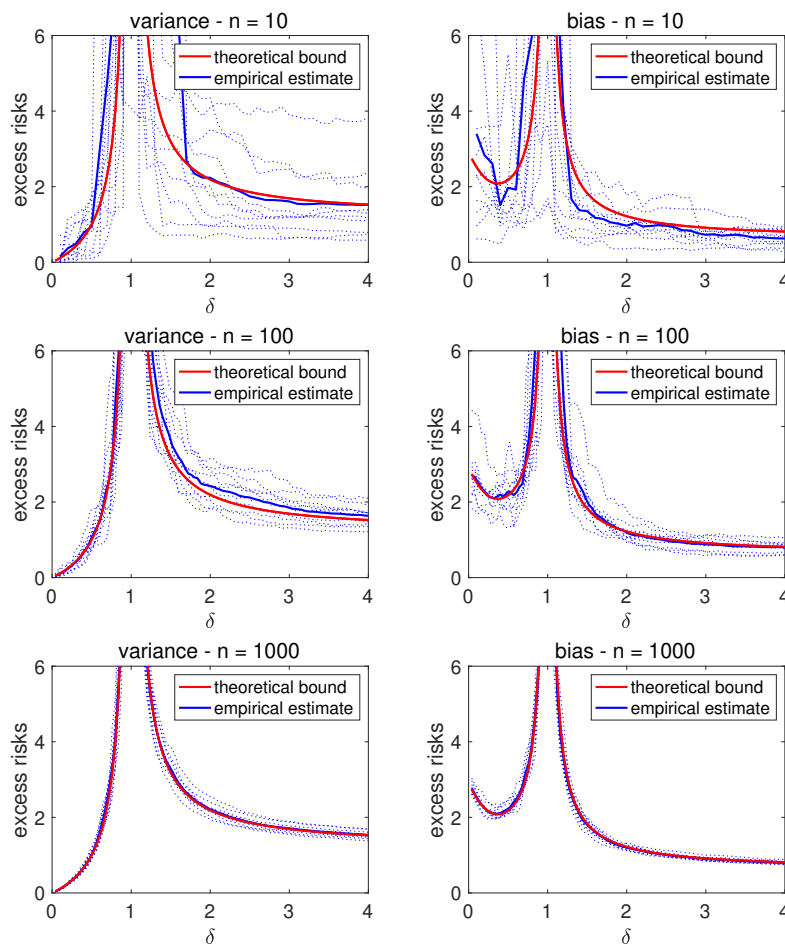 variance - n = 10
6
4
2
0
excess risks
theoretical bound
empirical estimate
0 1 2 3 4
δ
bias - n = 10
6
4
2
0
excess risks
theoretical bound
empirical estimate
0 1 2 3 4
δ
variance - n = 100
6
4
2
0
excess risks
theoretical bound
empirical estimate
0 1 2 3 4
δ
bias - n = 100
6
4
2
0
excess risks
theoretical bound
empirical estimate
0 1 2 3 4
δ
variance - n = 1000
6
4
2
0
excess risks
theoretical bound
empirical estimate
0 1 2 3 4
δ
bias - n = 1000
6
4
2
0
excess risks
theoretical bound
empirical estimate
0 1 2 3 4
δ